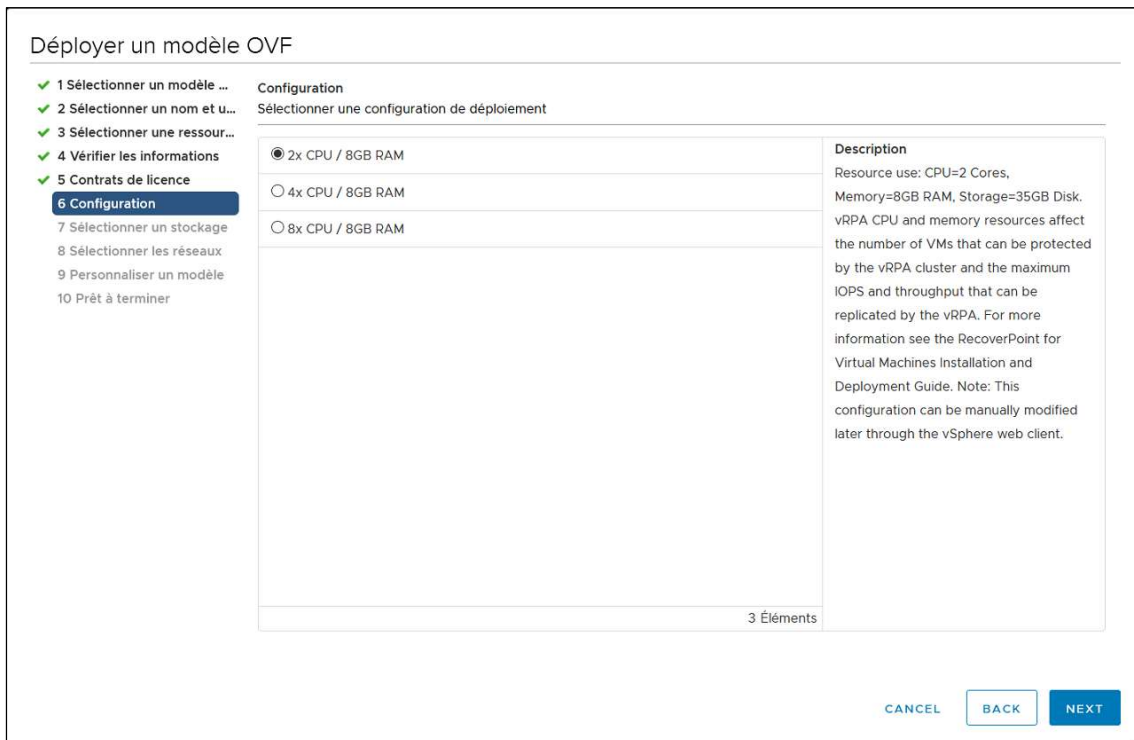 Déployer un modèle OVF
1 Sélectionner un modèle ...
2 Sélectionner un nom et u...
3 Sélectionner une ressour...
4 Vérifier les informations
5 Contrats de licence
6 Configuration
7 Sélectionner un stockage
8 Sélectionner les réseaux
9 Personnaliser un modèle
10 Prêt à terminer
Configuration
Sélectionner une configuration de déploiement
2x CPU / 8GB RAM
4x CPU / 8GB RAM
8x CPU / 8GB RAM
3 Éléments
Description
Resource use: CPU=2 Cores,
Memory=8GB RAM, Storage=35GB Disk.
vRPA CPU and memory resources affect
the number of VMs that can be protected
by the vRPA cluster and the maximum
IOPS and throughput that can be
replicated by the vRPA. For more
information see the RecoverPoint for
Virtual Machines Installation and
Deployment Guide. Note: This
configuration can be manually modified
later through the vSphere web client.
CANCEL
BACK
NEXT